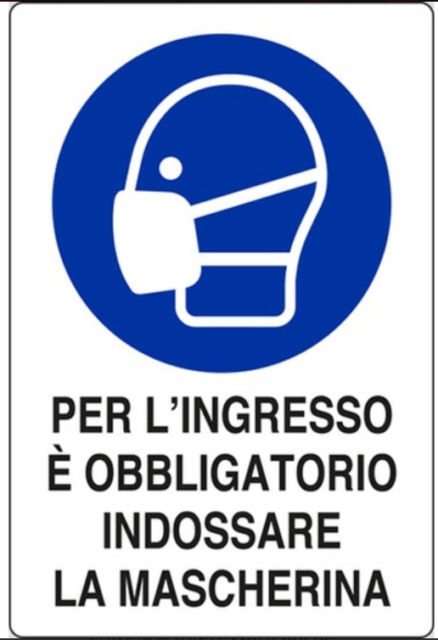 PER L'INGRESSO
È OBBLIGATORIO
INDOSSARE
LA MASCHERINA